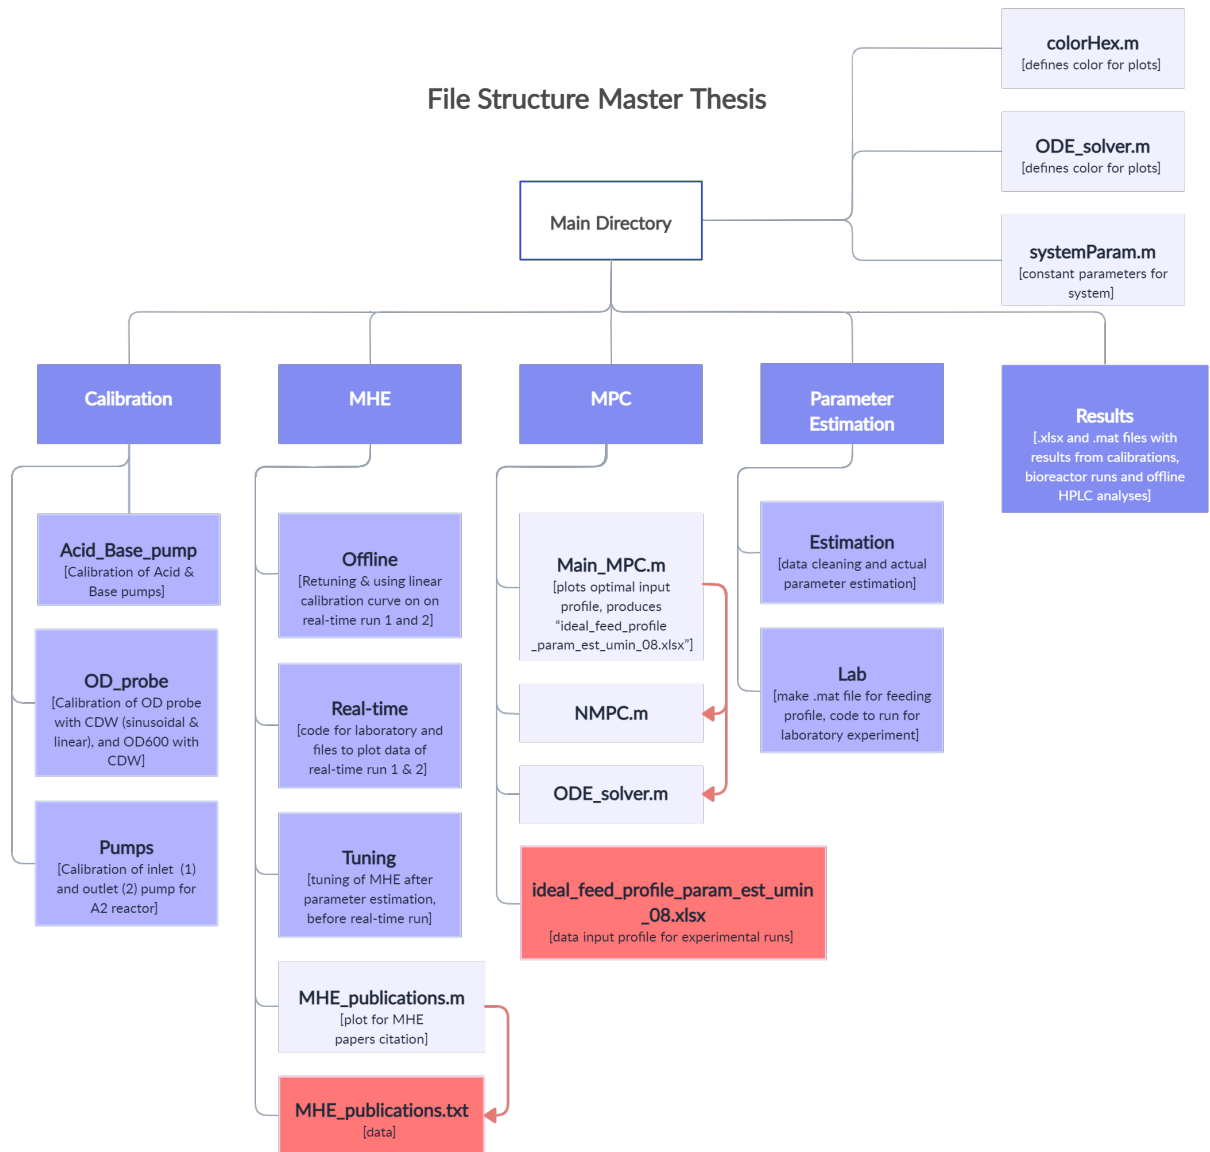 colorHex.m
[defines color for plots]
File Structure Master Thesis
ODE_solver.m
[defines color for plots]
Main Directory
systemParam.m
[constant parameters for
system]
Calibration
MHE
MPC
Parameter
Estimation
Results
[.xlsx and .mat files with
results from calibrations,
bioreactor runs and offline
HPLC analyses]
Acid_Base_pump
[Calibration of Acid &
Base pumps]
OD_probe
[Calibration of OD probe
with CDW (sinusoidal &
linear), and OD600 with
CDW]
Pumps
[Calibration of inlet (1)
and outlet (2) pump for
A2 reactor]
Offline
[Retuning & using linear
calibration curve on on
real-time run 1 and 2]
Real-time
[code for laboratory and
files to plot data of
real-time run 1 & 2]
Tuning
[tuning of MHE after
parameter estimation,
before real-time run]
MHE_publications.m
[plot for MHE
papers citation]
MHE_publications.txt
[data]
Main_MPC.m
[plots optimal input
profile, produces
“ideal_feed_profile
_param_est_umin_08.xlsx”]
NMPC.m
ODE_solver.m
ideal_feed_profile_param_est_umin
_08.xlsx
[data input profile for experimental runs]
Estimation
[data cleaning and actual
parameter estimation]
Lab
[make .mat file for feeding
profile, code to run for
laboratory experiment]